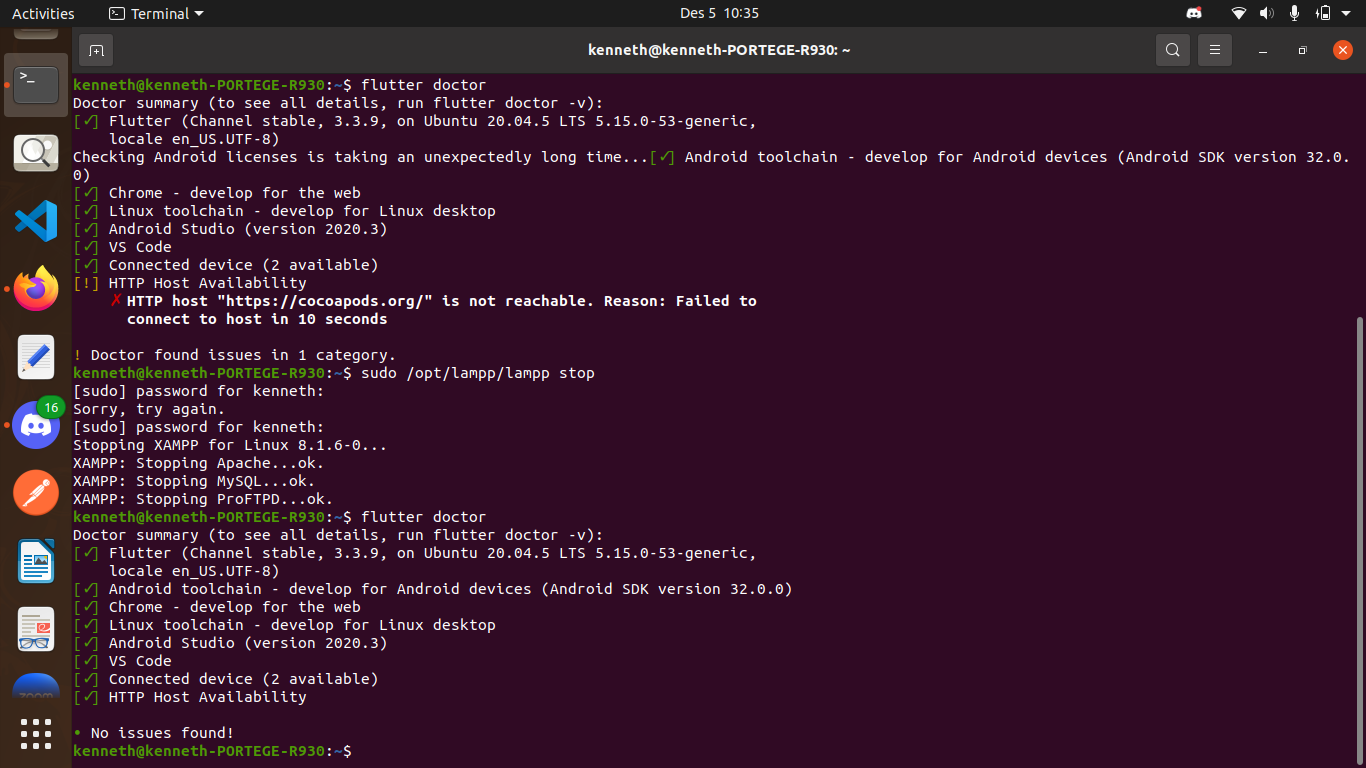 Activities
Terminal
Des 5 10:35
kenneth@kenneth-PORTEGE-R930: ~
kenneth@kenneth-PORTEGE-R930:~$ flutter doctor
Doctor summary (to see all details, run flutter doctor -v):
[✓] Flutter (Channel stable, 3.3.9, on Ubuntu 20.04.5 LTS 5.15.0-53-generic,
locale en_US.UTF-8)
Checking Android licenses is taking an unexpectedly long time...[✓] Android toolchain - develop for Android devices (Android SDK version 32.0.
0)
[✓] Chrome - develop for the web
[✓] Linux toolchain - develop for Linux desktop
[✓] Android Studio (version 2020.3)
[✓] VS Code
[✓] Connected device (2 available)
[!] HTTP Host Availability
✗ HTTP host "https://cocoapods.org/" is not reachable. Reason: Failed to
connect to host in 10 seconds
! Doctor found issues in 1 category.
kenneth@kenneth-PORTEGE-R930:~$ sudo /opt/lampp/lampp stop
[sudo] password for kenneth:
Sorry, try again.
[sudo] password for kenneth:
Stopping XAMPP for Linux 8.1.6-0...
XAMPP: Stopping Apache...ok.
XAMPP: Stopping MySQL...ok.
XAMPP: Stopping ProFTPD...ok.
kenneth@kenneth-PORTEGE-R930:~$ flutter doctor
Doctor summary (to see all details, run flutter doctor -v):
[✓] Flutter (Channel stable, 3.3.9, on Ubuntu 20.04.5 LTS 5.15.0-53-generic,
locale en_US.UTF-8)
[✓] Android toolchain - develop for Android devices (Android SDK version 32.0.0)
[✓] Chrome - develop for the web
[✓] Linux toolchain - develop for Linux desktop
[✓] Android Studio (version 2020.3)
[✓] VS Code
[✓] Connected device (2 available)
[✓] HTTP Host Availability
• No issues found!
kenneth@kenneth-PORTEGE-R930:~$
16
zoom